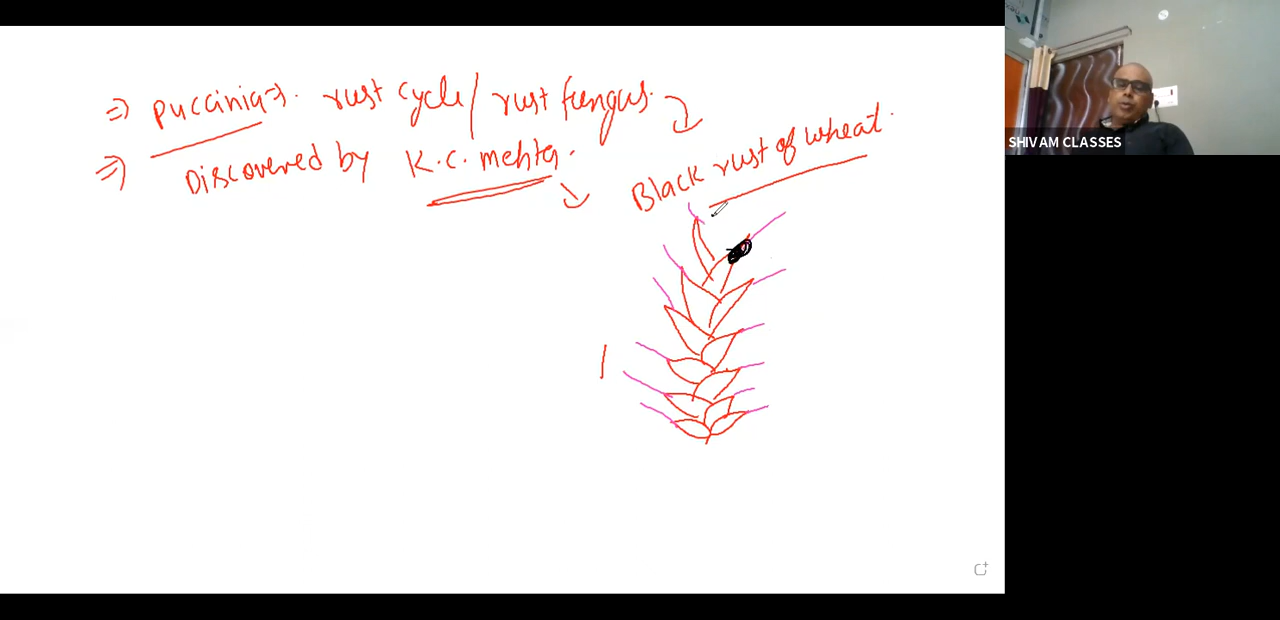 ⇒ Puccinia⇒. rust cycle / rust fungus.
⇒ Discovered by K.C. mehta.
Black rust of wheat.
SHIVAM CLASSES